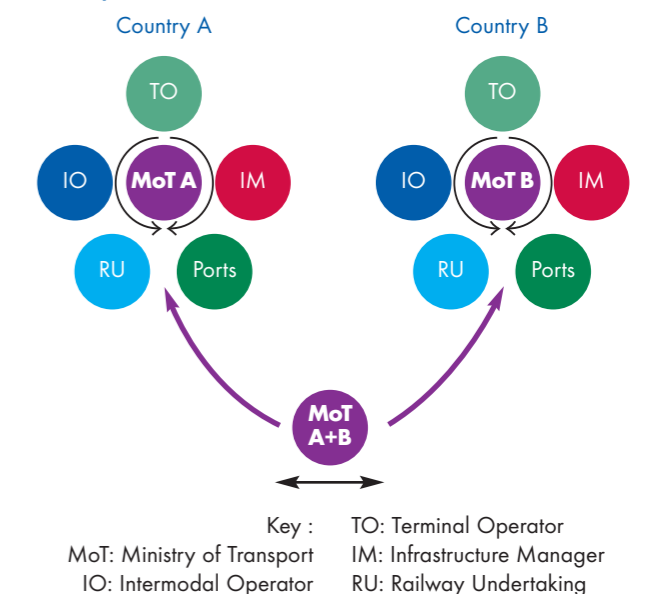 Country A
Country B
TO
TO
IO
MoT A
IM
IO
MoT B
IM
RU
Ports
RU
Ports
MoT
A+B
Key :
MoT: Ministry of Transport
IO: Intermodal Operator
TO: Terminal Operator
IM: Infrastructure Manager
RU: Railway Undertaking